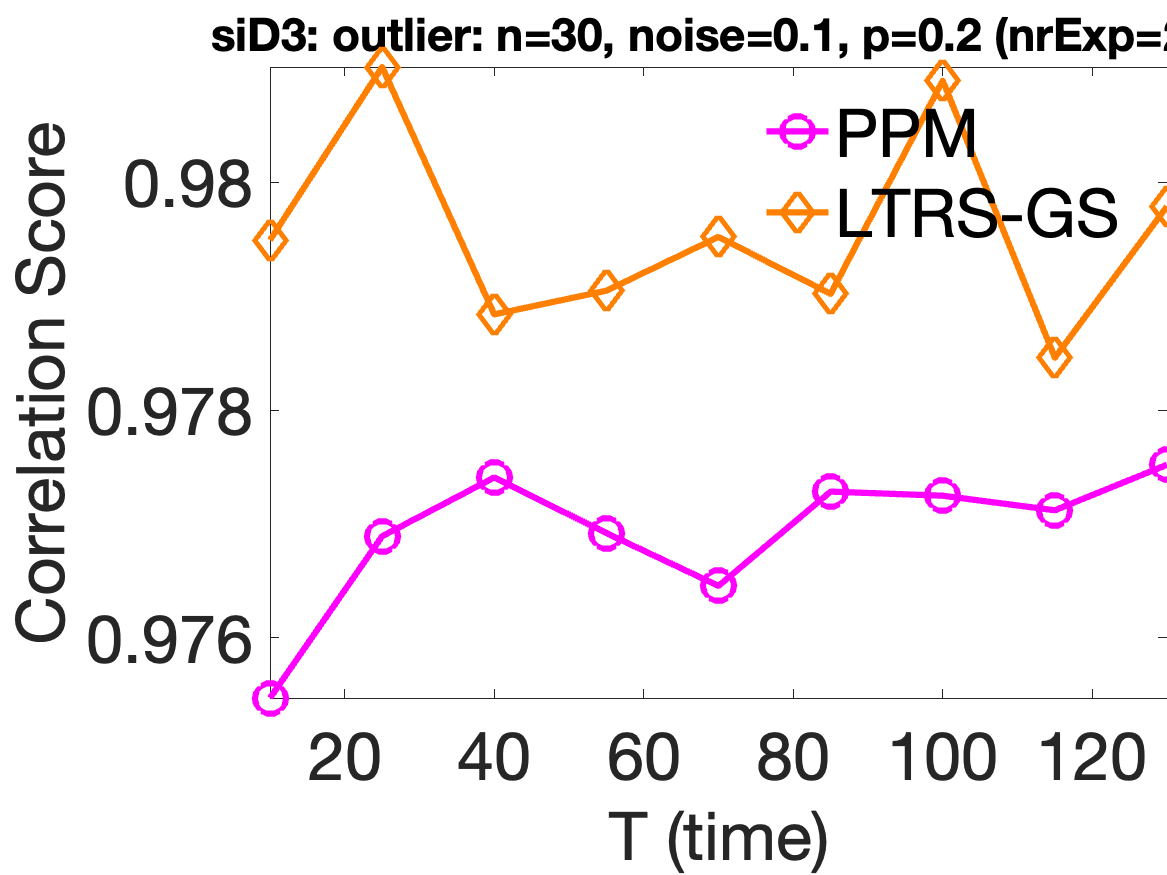 siD3: outlier: n=30, noise=0.1, p=0.2 (nrExp=2
PPM
LTRS-GS
Correlation Score
0.98
0.978
0.976
20 40 60 80 100 120
T (time)